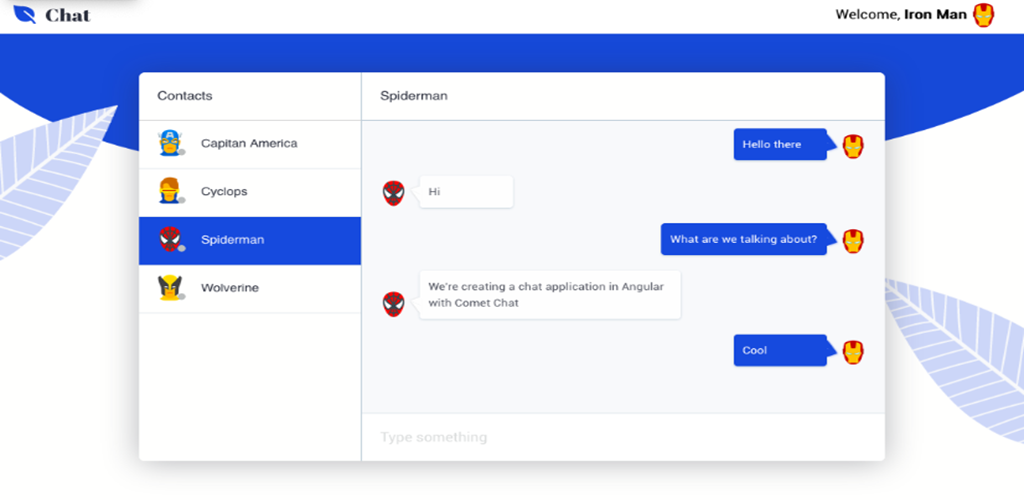 Chat
Welcome, Iron Man
Contacts
Capitan America
Cyclops
Spiderman
Wolverine
Spiderman
Hello there
Hi
What are we talking about?
We're creating a chat application in Angular
with Comet Chat
Cool
Type something